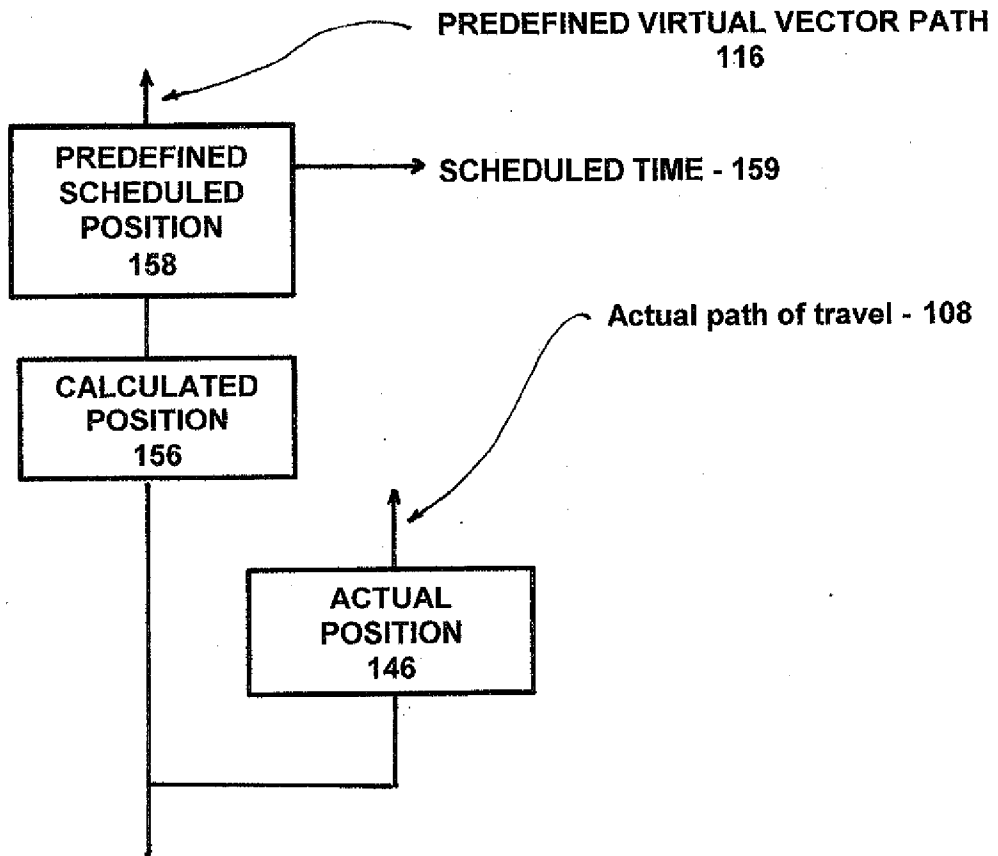 PREDEFINED VIRTUAL VECTOR PATH
116
PREDEFINED
SCHEDULED
POSITION
158
SCHEDULED TIME - 159
Actual path of travel - 108
CALCULATED
POSITION
156
ACTUAL
POSITION
146